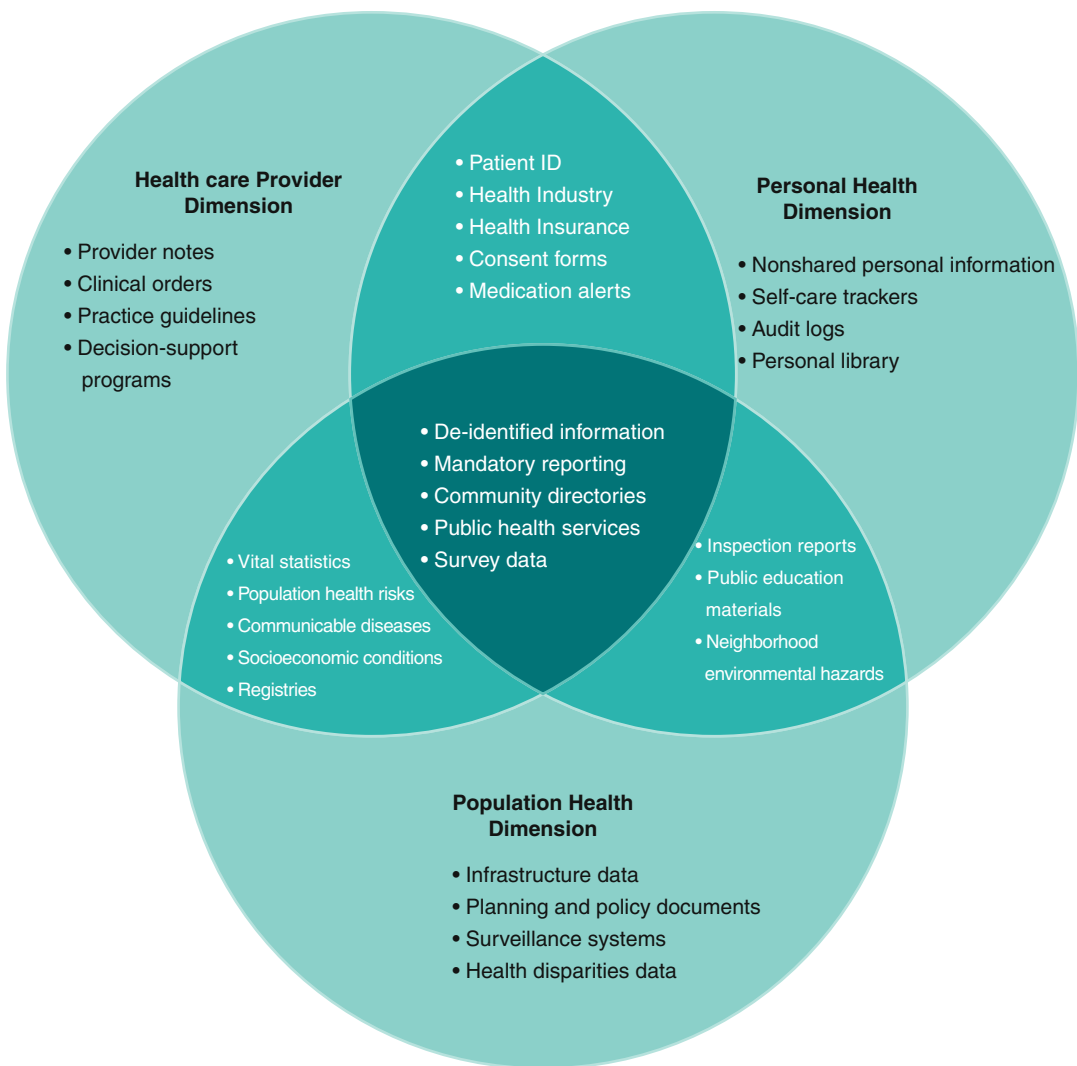 Health care Provider
Dimension
• Provider notes
• Clinical orders
• Practice guidelines
• Decision-support
programs
• Patient ID
• Health Industry
• Health Insurance
• Consent forms
• Medication alerts
Personal Health
Dimension
• Nonshared personal information
• Self-care trackers
• Audit logs
• Personal library
• De-identified information
• Mandatory reporting
• Community directories
• Public health services
• Survey data
• Vital statistics
• Population health risks
• Communicable diseases
• Socioeconomic conditions
• Registries
• Inspection reports
• Public education
materials
• Neighborhood
environmental hazards
Population Health
Dimension
• Infrastructure data
• Planning and policy documents
• Surveillance systems
• Health disparities data